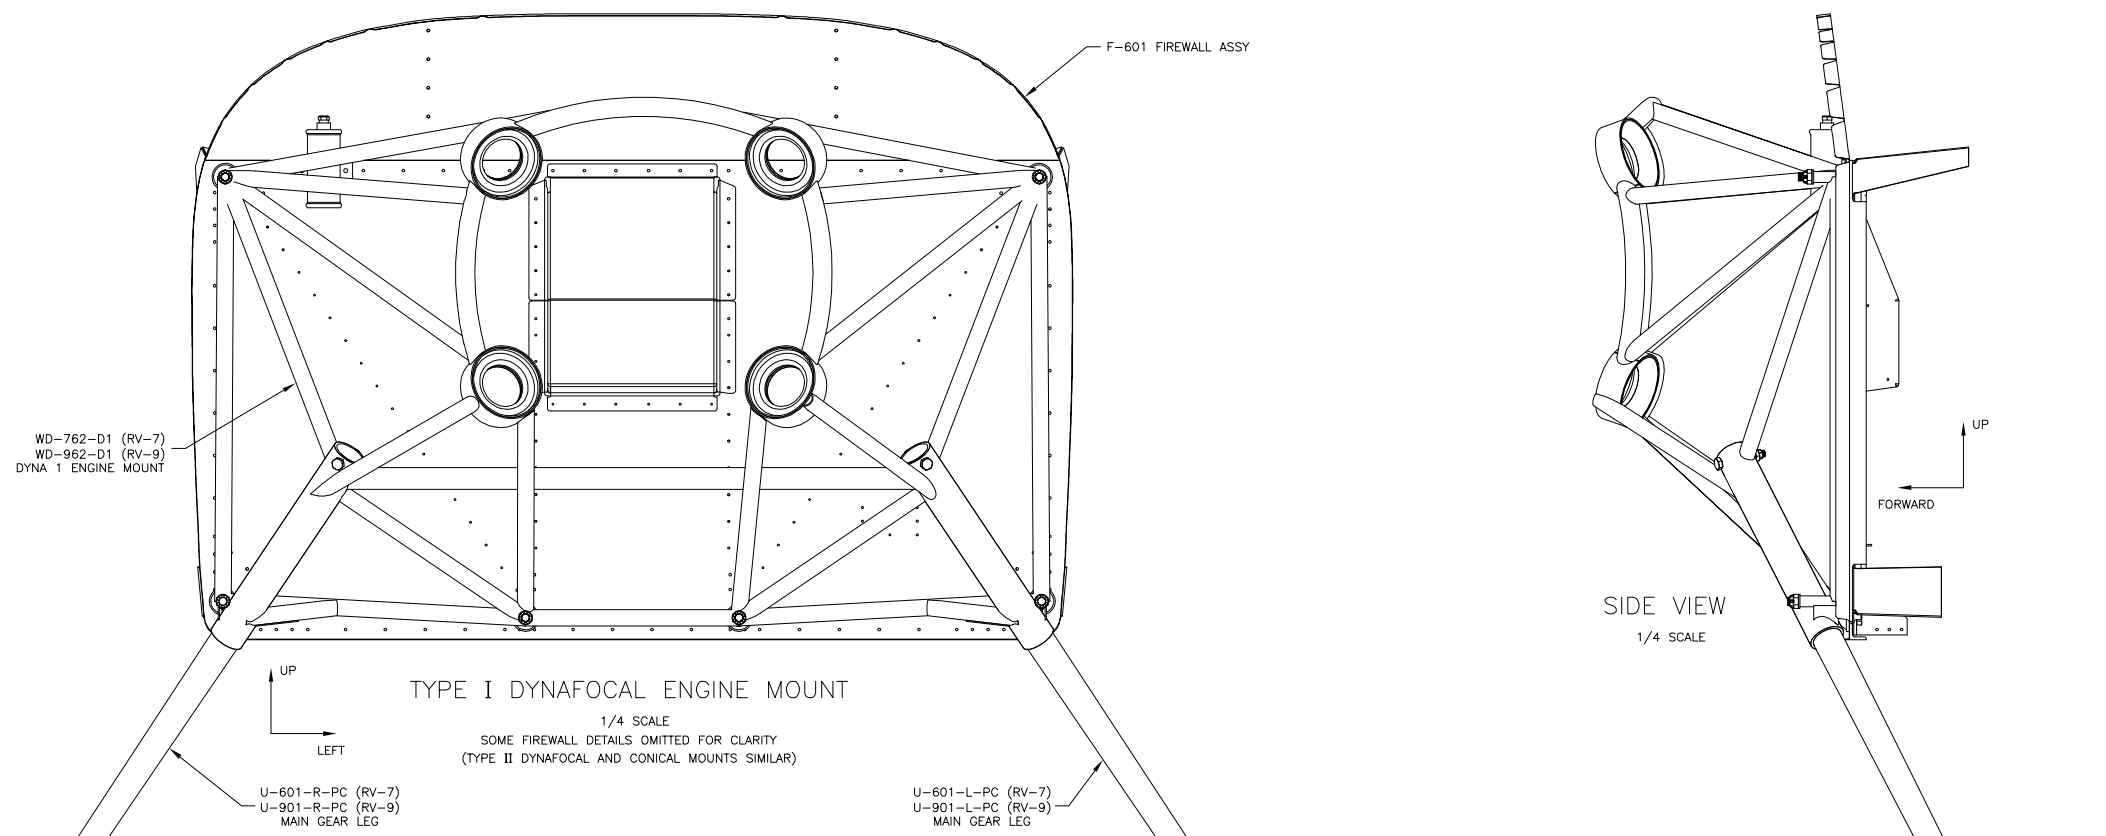 F-601 FIREWALL ASSY
WD-762-D1 (RV-7)
WD-962-D1 (RV-9)
DYNA 1 ENGINE MOUNT
UP
LEFT
TYPE I DYNAFOCAL ENGINE MOUNT
1/4 SCALE
SOME FIREWALL DETAILS OMITTED FOR CLARITY
(TYPE II DYNAFOCAL AND CONICAL MOUNTS SIMILAR)
U-601-R-PC (RV-7)
U-901-R-PC (RV-9)
MAIN GEAR LEG
U-601-L-PC (RV-7)
U-901-L-PC (RV-9)
MAIN GEAR LEG
UP
FORWARD
SIDE VIEW
1/4 SCALE